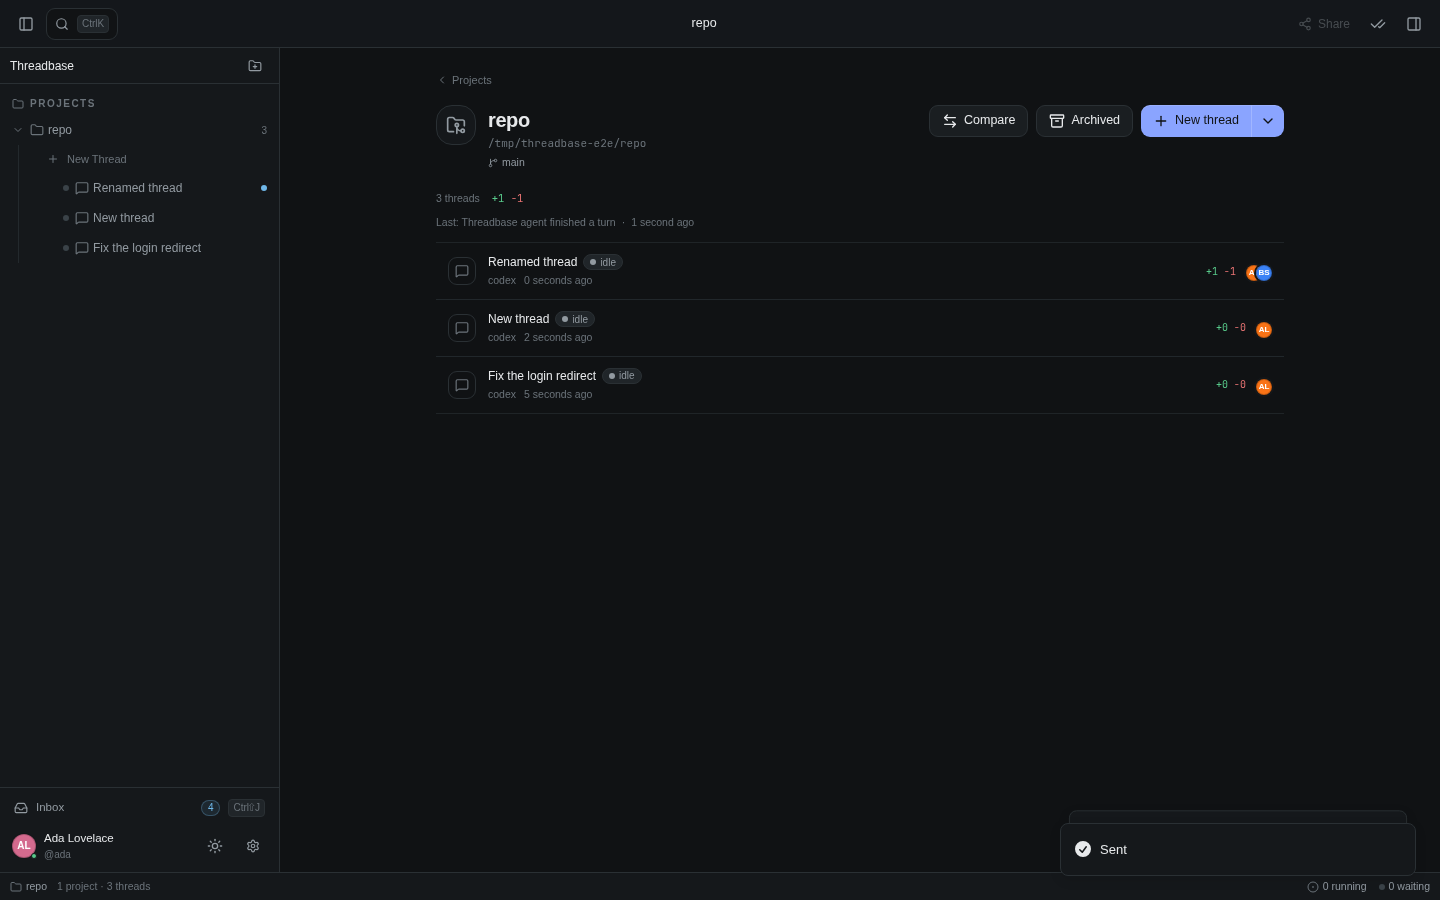 CtrlK
repo
Share
Threadbase
PROJECTS
repo 3
New Thread
Renamed thread
New thread
Fix the login redirect
Projects
repo
/tmp/threadbase-e2e/repo
main
Compare
Archived
New thread
3 threads +1 -1
Last: Threadbase agent finished a turn · 1 second ago
Renamed thread idle
codex 0 seconds ago
+1 -1 BS
New thread idle
codex 2 seconds ago
+0 -0 AL
Fix the login redirect idle
codex 5 seconds ago
+0 -0 AL
Inbox 4 Ctrl⇧J
AL Ada Lovelace
@ada
Sent
repo 1 project · 3 threads
0 running 0 waiting